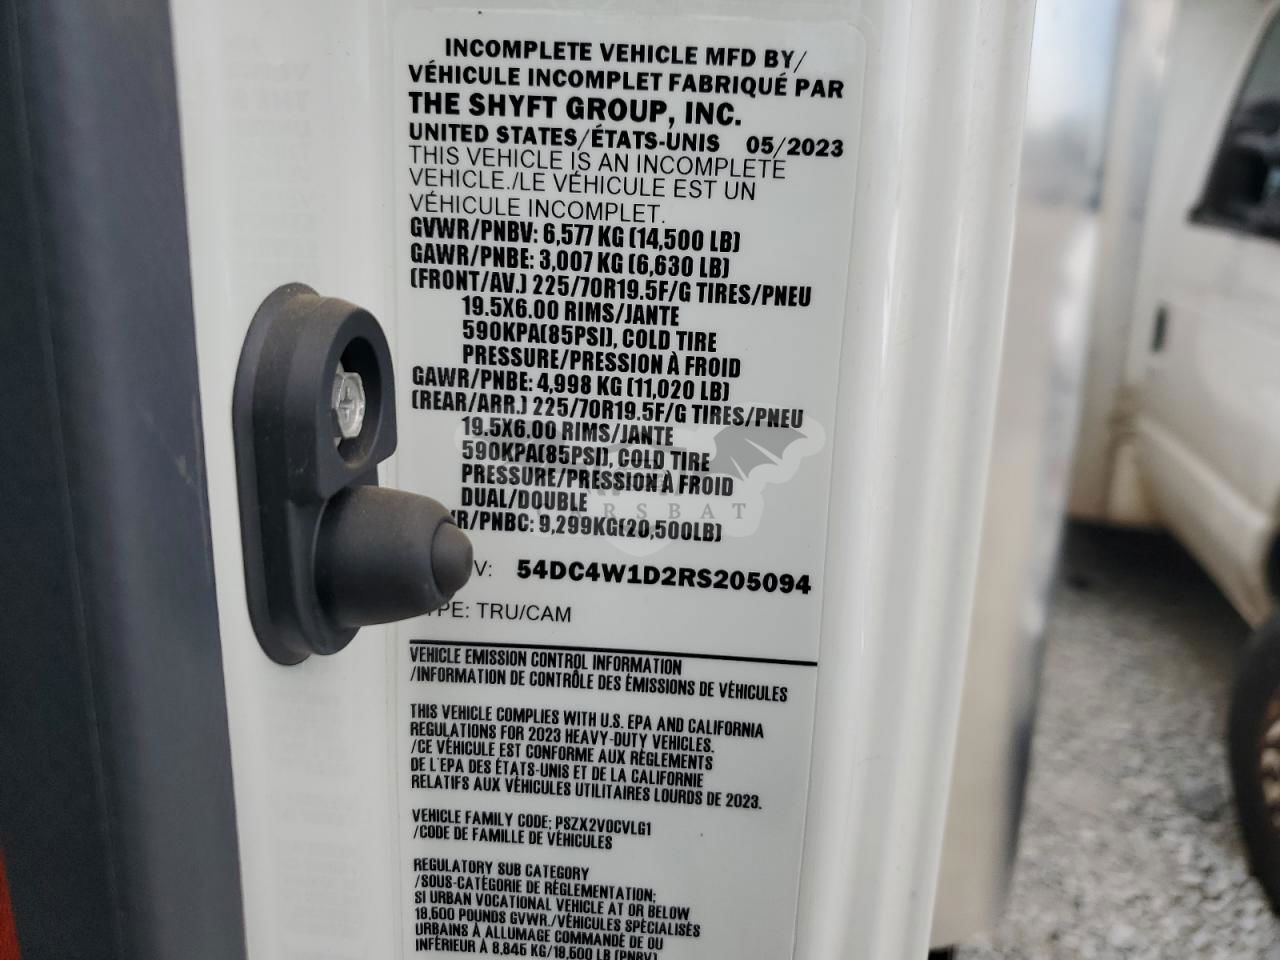 INCOMPLETE VEHICLE MFD BY/
VÉHICULE INCOMPLET FABRIQUÉ PAR
THE SHYFT GROUP, INC.
UNITED STATES/ÉTATS-UNIS 05/2023
THIS VEHICLE IS AN INCOMPLETE
VEHICLE./LE VÉHICULE EST UN
VÉHICULE INCOMPLET.
GVWR/PNBV: 6,577 KG (14,500 LB)
GAWR/PNBE: 3,007 KG (6,630 LB)
(FRONT/AV.) 225/70R19.5F/G TIRES/PNEU
19.5X6.00 RIMS/JANTE
590KPA(85PSI), COLD TIRE
PRESSURE/PRESSION À FROID
GAWR/PNBE: 4,998 KG (11,020 LB)
(REAR/ARR.) 225/70R19.5F/G TIRES/PNEU
19.5X6.00 RIMS/JANTE
590KPA(85PSI), COLD TIRE
PRESSURE/PRESSION À FROID
DUAL/DOUBLE
R/PNBC: 9,299KG(20,500LB)
V: 54DC4W1D2RS205094
YPE: TRU/CAM
VEHICLE EMISSION CONTROL INFORMATION
/INFORMATION DE CONTRÔLE DES ÉMISSIONS DE VÉHICULES
THIS VEHICLE COMPLIES WITH U.S. EPA AND CALIFORNIA
REGULATIONS FOR 2023 HEAVY-DUTY VEHICLES.
/CE VÉHICULE EST CONFORME AUX RÈGLEMENTS
DE L'EPA DES ÉTATS-UNIS ET DE LA CALIFORNIE
RELATIFS AUX VÉHICULES UTILITAIRES LOURDS DE 2023.
VEHICLE FAMILY CODE: PSZX2VOCVLG1
/CODE DE FAMILLE DE VÉHICULES
REGULATORY SUB CATEGORY
/SOUS-CATÉGORIE DE RÉGLEMENTATION:
SI URBAN VOCATIONAL VEHICLE AT OR BELOW
19,500 POUNDS GVWR./VÉHICULES SPÉCIALISÉS
URBAINS À ALLUMAGE COMMANDÉ DE OU
INFÉRIEUR À 8,845 KG/19,500 LB (PNBV)